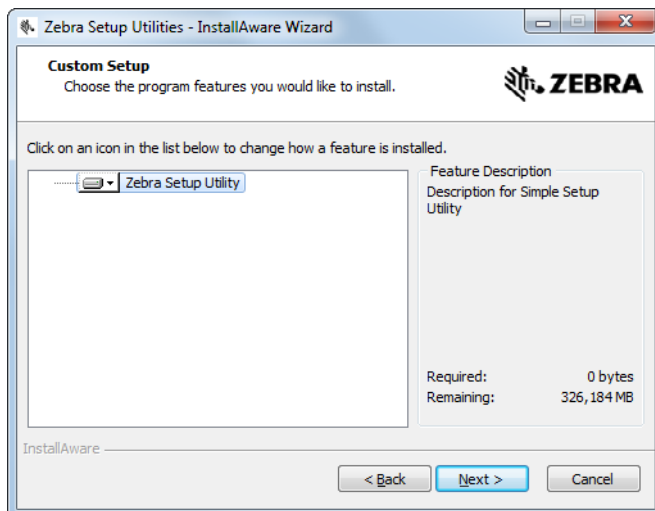 Zebra Setup Utilities - InstallAware Wizard
Custom Setup
Choose the program features you would like to install.
ZEBRA
Click on an icon in the list below to change how a feature is installed.
Zebra Setup Utility
Feature Description
Description for Simple Setup
Utility
Required: 0 bytes
Remaining: 326,184 MB
InstallAware
< Back Next > Cancel